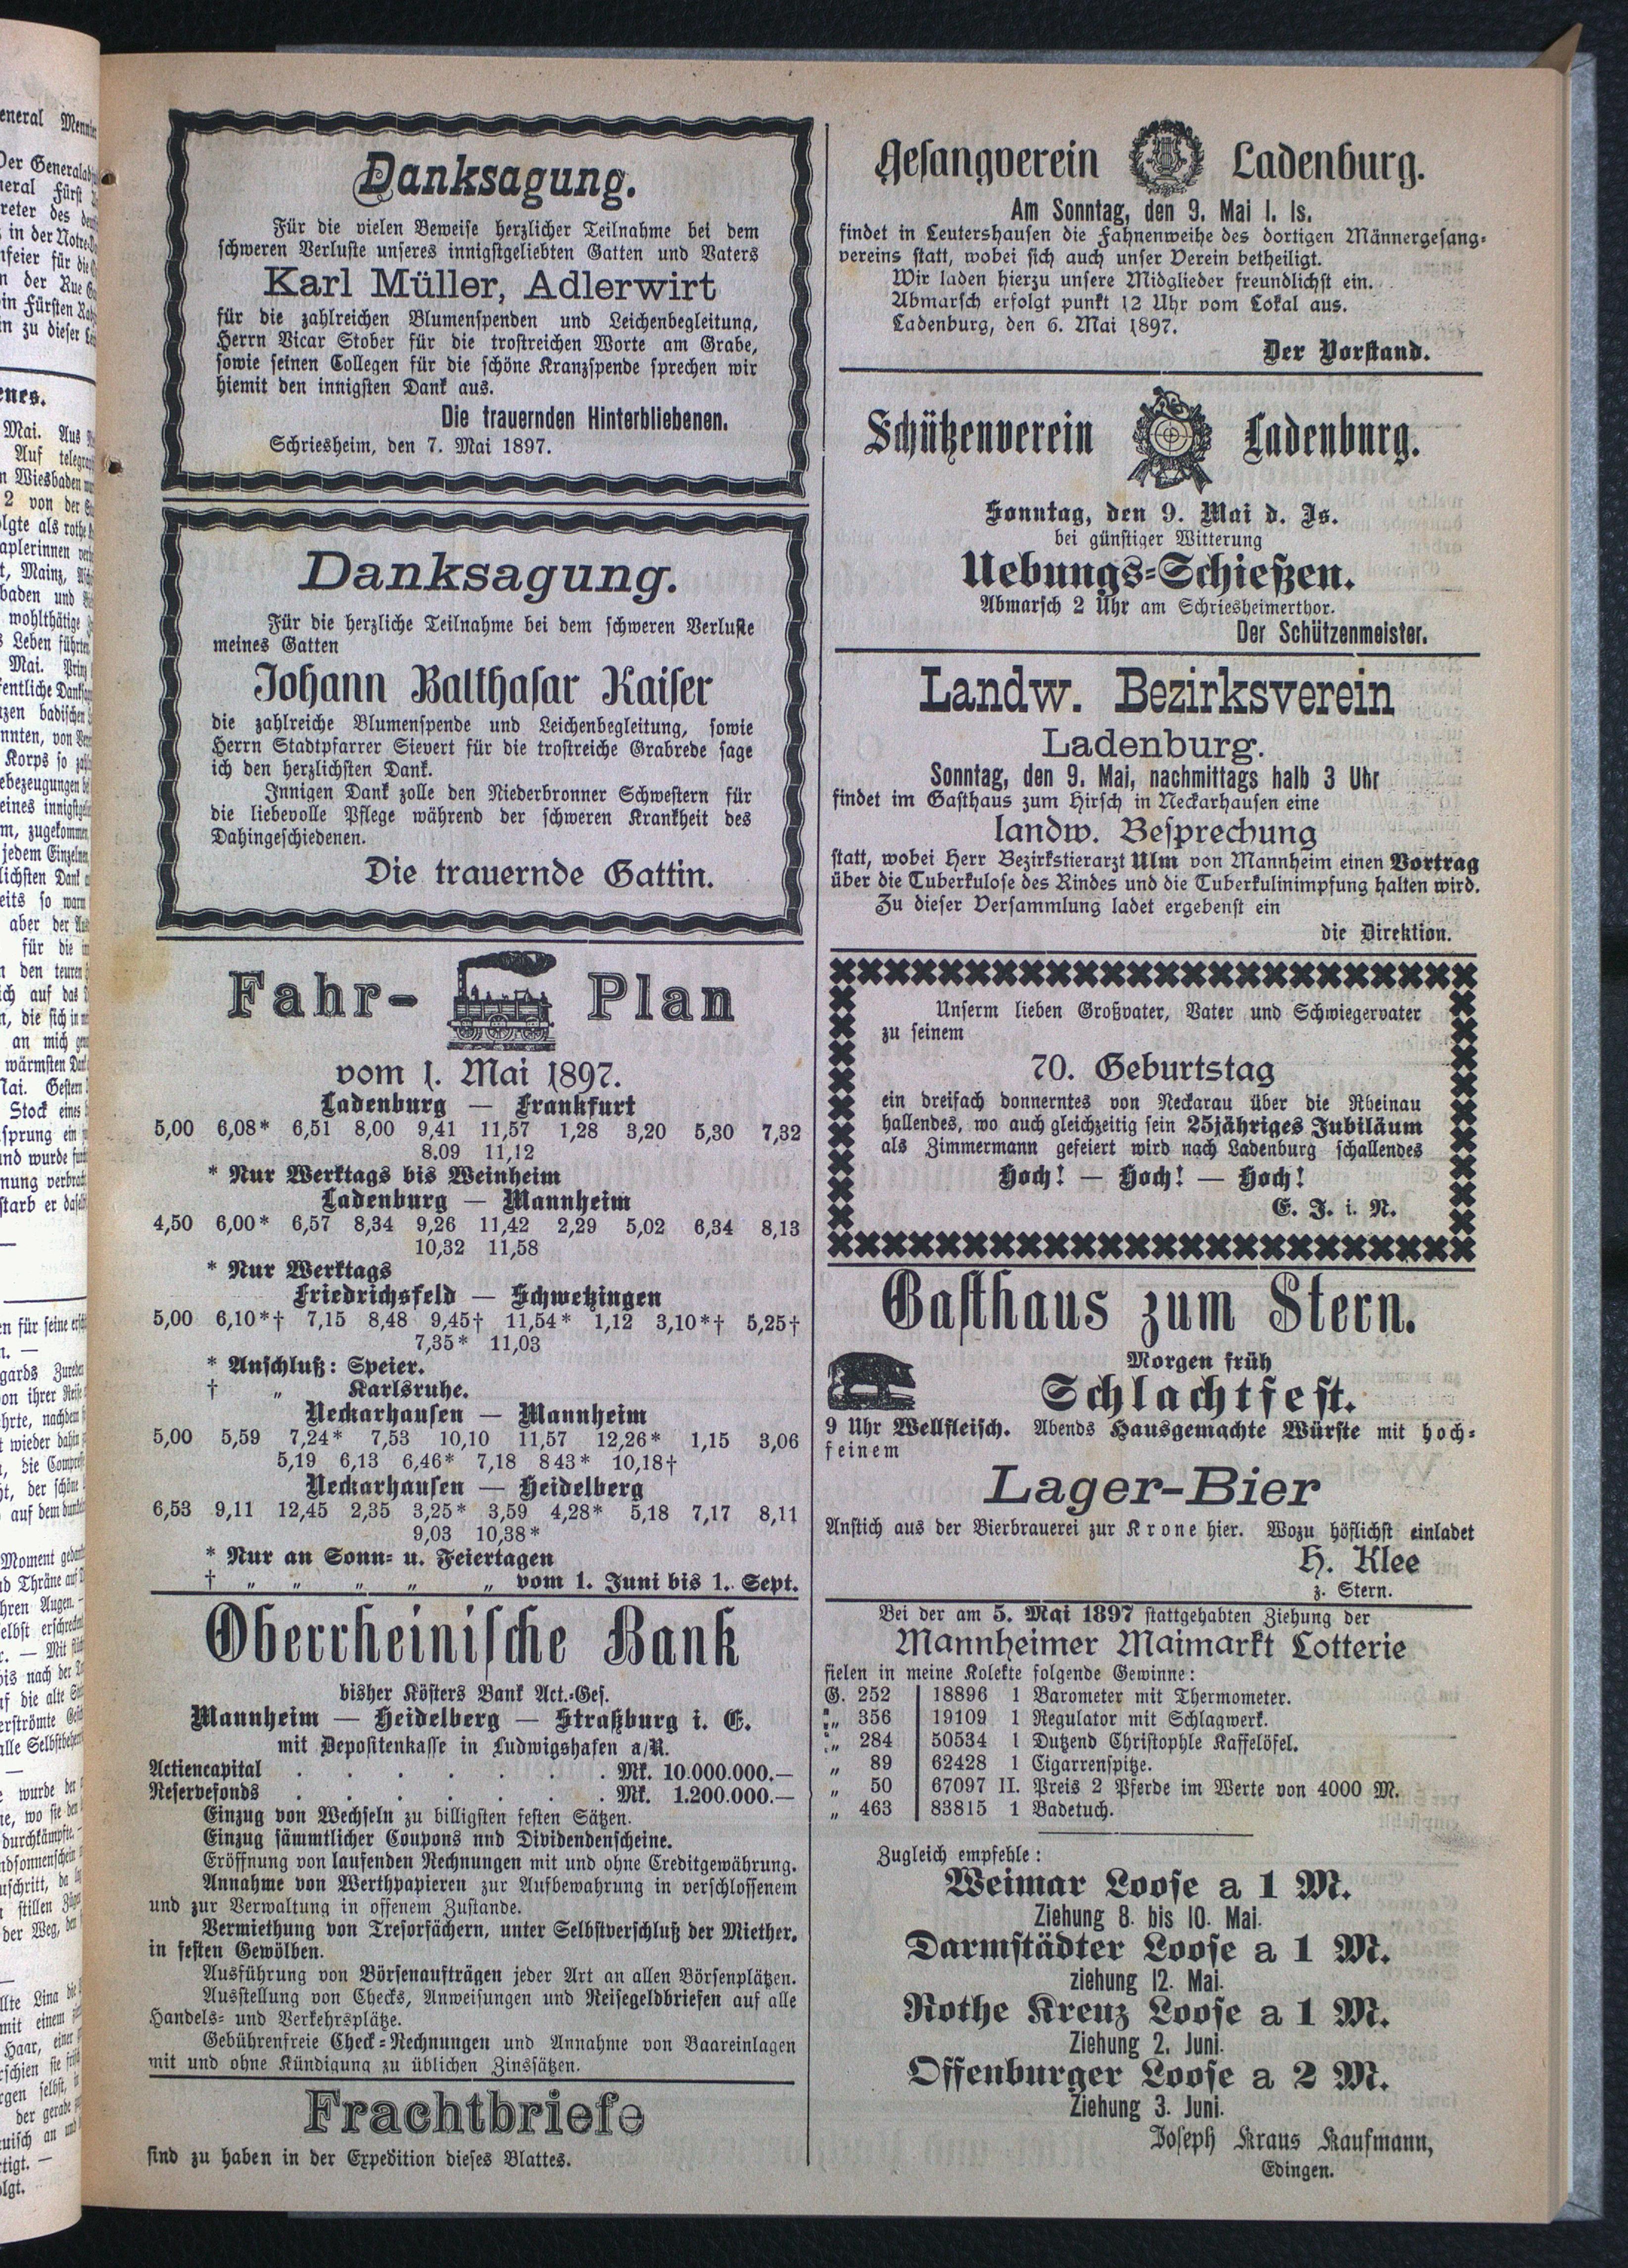 Danksagung.
Für die vielen Beweise herzlicher Teilnahme bei dem
schweren Verluste unseres innigstgeliebten Gatten und Vaters
Karl Müller, Adlerwirt
für die zahlreichen Blumenspenden und Leichenbegleitung,
Herrn Vicar Stober für die trostreichen Worte am Grabe,
sowie seinen Collegen für die schöne Kranzspende sprechen wir
hiemit den innigsten Dank aus.
Die trauernden Hinterbliebenen.
Schriesheim, den 7. Mai 1897.
Danksagung.
Für die herzliche Teilnahme bei dem schweren Verluste
meines Gatten
Johann Balthasar Kaiser
die zahlreiche Blumenspende und Leichenbegleitung, sowie
Herrn Stadtpfarrer Sievert für die trostreiche Grabrede sage
ich den herzlichsten Dank.
Innigen Dank zolle den Niederbronner Schwestern für
die liebevolle Pflege während der schweren Krankheit des
Dahingeschiedenen.
Die trauernde Gattin.
Fahr- Plan
vom 1. Mai 1897.
Ladenburg — Frankfurt
5,00 6,08* 6,51 8,00 9,41 11,57 1,28 3,20 5,30 7,32
8.09 11,12
* Nur Werktags bis Weinheim
Ladenburg — Mannheim
4,50 6,00* 6,57 8,34 9,26 11,42 2,29 5,02 6,34 8,13
10,32 11,58
* Nur Werktags
Friedrichsfeld — Schwetzingen
5,00 6,10*† 7,15 8,48 9,45† 11,54* 1,12 3,10*† 5,25†
7,35* 11,03
* Anschluß: Speier.
† „ Karlsruhe.
Neckarhausen — Mannheim
5,00 5,59 7,24* 7,53 10,10 11,57 12,26* 1,15 3,06
5,19 6,13 6,46* 7,18 8 43* 10,18†
Neckarhausen — Heidelberg
6,53 9,11 12,45 2,35 3,25* 3,59 4,28* 5,18 7,17 8,11
9,03 10,38*
* Nur an Sonn- u. Feiertagen
† „ „ „ „ „ vom 1. Juni bis 1. Sept.
Oberrheinische Bank
bisher Kösters Bank Act.-Ges.
Mannheim — Heidelberg — Straßburg i. E.
mit Depositenkasse in Ludwigshafen a/R.
Actiencapital . . . . . . . Mk. 10.000.000.—
Reservefonds . . . . . . . Mk. 1.200.000.—
Einzug von Wechseln zu billigsten festen Sätzen.
Einzug sämmtlicher Coupons nnd Dividendenscheine.
Eröffnung von laufenden Rechnungen mit und ohne Creditgewährung.
Annahme von Werthpapieren zur Aufbewahrung in verschlossenem
und zur Verwaltung in offenem Zustande.
Vermiethung von Tresorfächern, unter Selbstverschluß der Miether,
in festen Gewölben.
Ausführung von Börsenaufträgen jeder Art an allen Börsenplätzen.
Ausstellung von Checks, Anweisungen und Reisegeldbriefen auf alle
Handels- und Verkehrsplätze.
Gebührenfreie Check-Rechnungen und Annahme von Baareinlagen
mit und ohne Kündigung zu üblichen Zinssätzen.
Frachtbriefe
sind zu haben in der Expedition dieses Blattes.
Gesangverein Ladenburg.
Am Sonntag, den 9. Mai l. Js.
findet in Leutershausen die Fahnenweihe des dortigen Männergesang-
vereins statt, wobei sich auch unser Verein betheiligt.
Wir laden hierzu unsere Midglieder freundlichst ein.
Abmarsch erfolgt punkt 12 Uhr vom Lokal aus.
Ladenburg, den 6. Mai 1897.
Der Vorstand.
Schützenverein Ladenburg.
Sonntag, den 9. Mai d. Js.
bei günstiger Witterung
Uebungs-Schießen.
Abmarsch 2 Uhr am Schriesheimerthor.
Der Schützenmeister.
Landw. Bezirksverein
Ladenburg.
Sonntag, den 9. Mai, nachmittags halb 3 Uhr
findet im Gasthaus zum Hirsch in Neckarhausen eine
landw. Besprechung
statt, wobei Herr Bezirkstierarzt Ulm von Mannheim einen Vortrag
über die Tuberkulose des Rindes und die Tuberkulinimpfung halten wird.
Zu dieser Versammlung ladet ergebenst ein
die Direktion.
Unserm lieben Großvater, Vater und Schwiegervater
zu seinem
70. Geburtstag
ein dreifach donnerntes von Neckarau über die Rheinau
hallendes, wo auch gleichzeitig sein 25jähriges Jubiläum
als Zimmermann gefeiert wird nach Ladenburg schallendes
Hoch! — Hoch! — Hoch!
E. J. i. N.
Gasthaus zum Stern.
Morgen früh
Schlachtfest.
9 Uhr Wellfleisch. Abends Hausgemachte Würste mit hoch-
feinem
Lager-Bier
Anstich aus der Bierbrauerei zur Krone hier. Wozu höflichst einladet
H. Klee
z. Stern.
Bei der am 5. Mai 1897 stattgehabten Ziehung der
Mannheimer Maimarkt Lotterie
fielen in meine Kolekte folgende Gewinne:
G. 252 18896 1 Barometer mit Thermometer.
„ 356 19109 1 Regulator mit Schlagwerk.
„ 284 50534 1 Dutzend Christophle Kaffelöfel.
„ 89 62428 1 Cigarrenspitze.
„ 50 67097 II. Preis 2 Pferde im Werte von 4000 M.
„ 463 83815 1 Badetuch.
Zugleich empfehle:
Weimar Loose a 1 M.
Ziehung 8. bis 10. Mai.
Darmstädter Loose a 1 M.
ziehung 12. Mai.
Rothe Kreuz Loose a 1 M.
Ziehung 2. Juni.
Offenburger Loose a 2 M.
Ziehung 3. Juni.
Joseph Kraus Kaufmann,
Edingen.